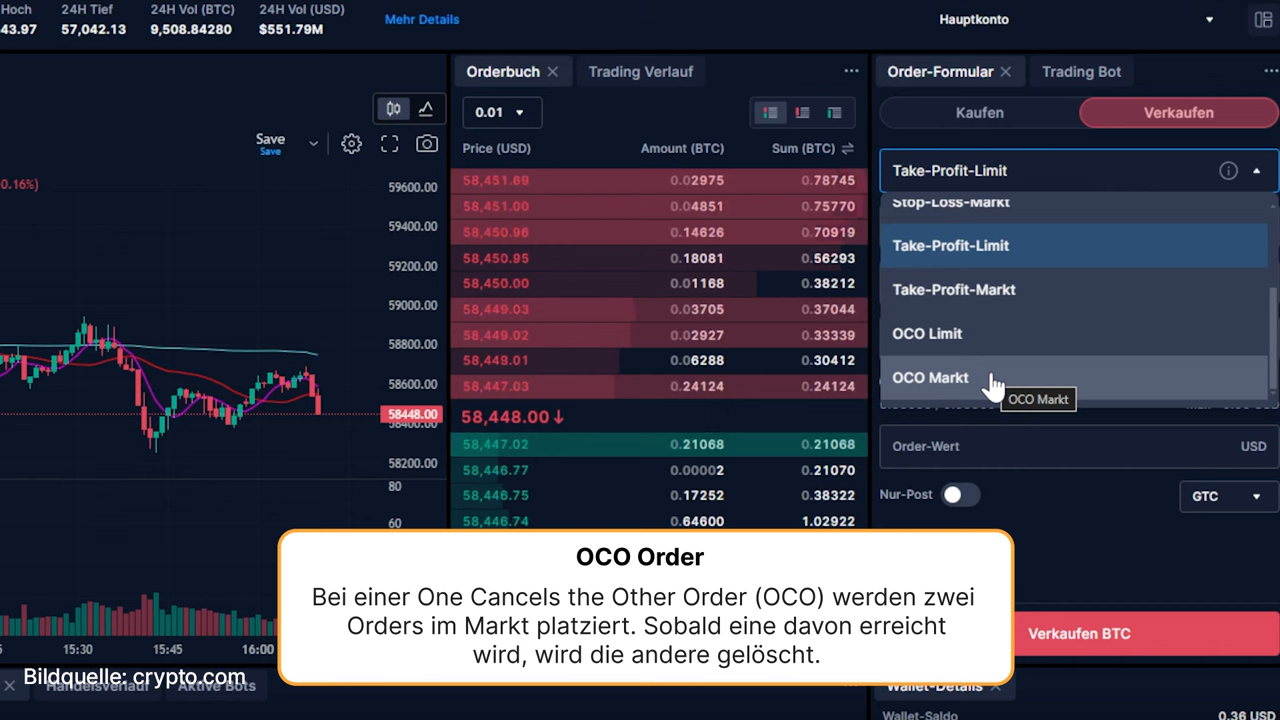 Hoch
24H Tief
24H Vol (BTC)
24H Vol (USD)
43.97
57,042.13
9,508.84280
$551.79M
Mehr Details
Hauptkonto
Orderbuch
Trading Verlauf
Order-Formular
Trading Bot
0.01
Kaufen
Verkaufen
Save
Save
Price (USD)
Amount (BTC)
Sum (BTC)
0.16%)
59600.00
59400.00
59200.00
59000.00
58800.00
58600.00
58448.00
58400.00
58200.00
80
60
15:30
15:45
16:00
58,451.69 0.02975 0.78745
58,451.00 0.04851 0.75770
58,450.96 0.14626 0.70919
58,450.95 0.18081 0.56293
58,450.00 0.01168 0.38212
58,449.03 0.03705 0.37044
58,449.02 0.02927 0.33339
58,448.01 0.06288 0.30412
58,447.03 0.24124 0.24124
58,448.00↓
58,447.02 0.21068 0.21068
58,446.77 0.00002 0.21070
58,446.75 0.17252 0.38322
58,446.74 0.64600 1.02922
Take-Profit-Limit
Stop-Loss-Markt
Take-Profit-Limit
Take-Profit-Markt
OCO Limit
OCO Markt
OCO Markt
Order-Wert
USD
Nur-Post
GTC
Verkaufen BTC
OCO Order
Bei einer One Cancels the Other Order (OCO) werden zwei
Orders im Markt platziert. Sobald eine davon erreicht
wird, wird die andere gelöscht.
Bildquelle: crypto.com
Handelsverlauf
Aktive Bots
Wallet-Details
Wallet-Saldo
0.36 USD